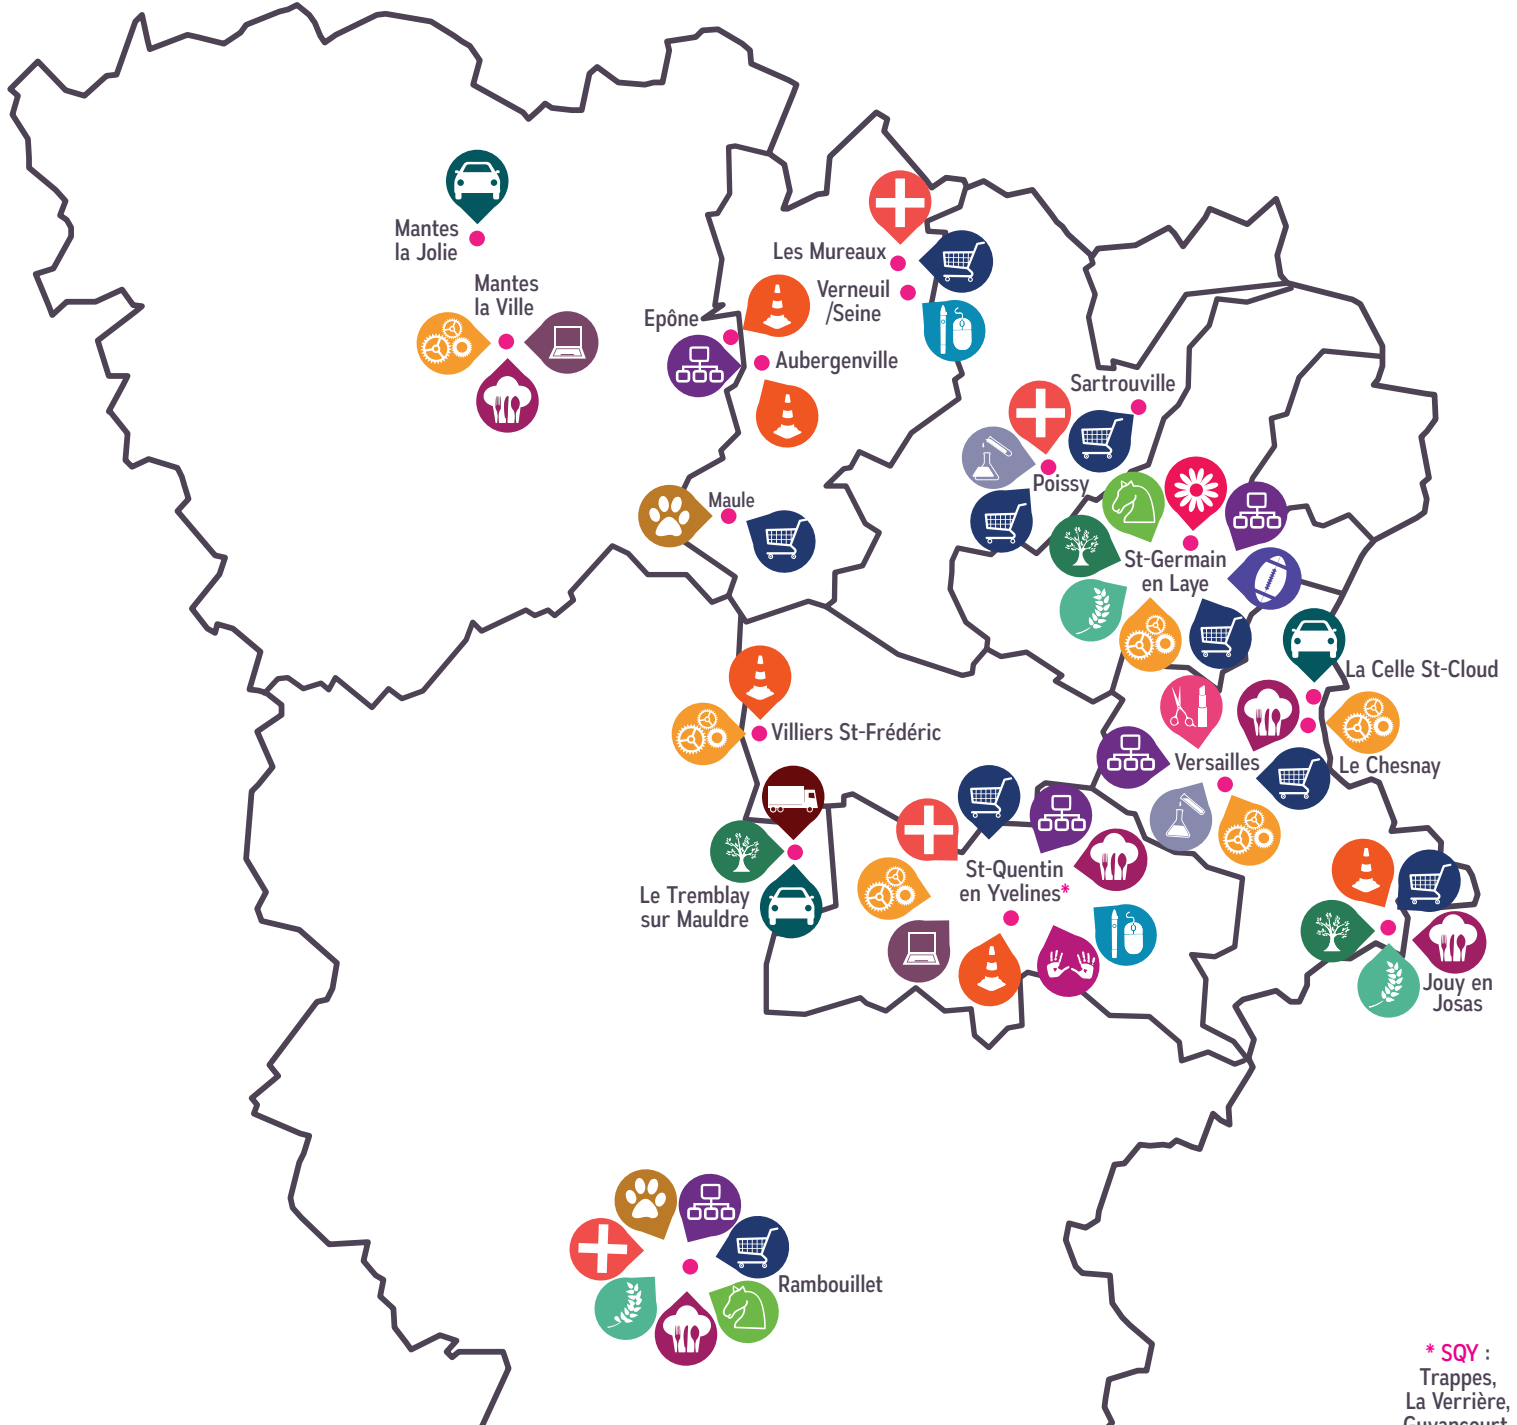 Mantes
la Jolie
Mantes
la Ville
Les Mureaux
Verneuil
/Seine
Epône
Aubergenville
Sartrouville
Poissy
Maule
St-Germain
en Laye
La Celle St-Cloud
Villiers St-Frédéric
Versailles
Le Chesnay
St-Quentin
en Yvelines*
Le Tremblay
sur Mauldre
Jouy en
Josas
Rambouillet
* SQY :
Trappes,
La Verrière,
Guyancourt,